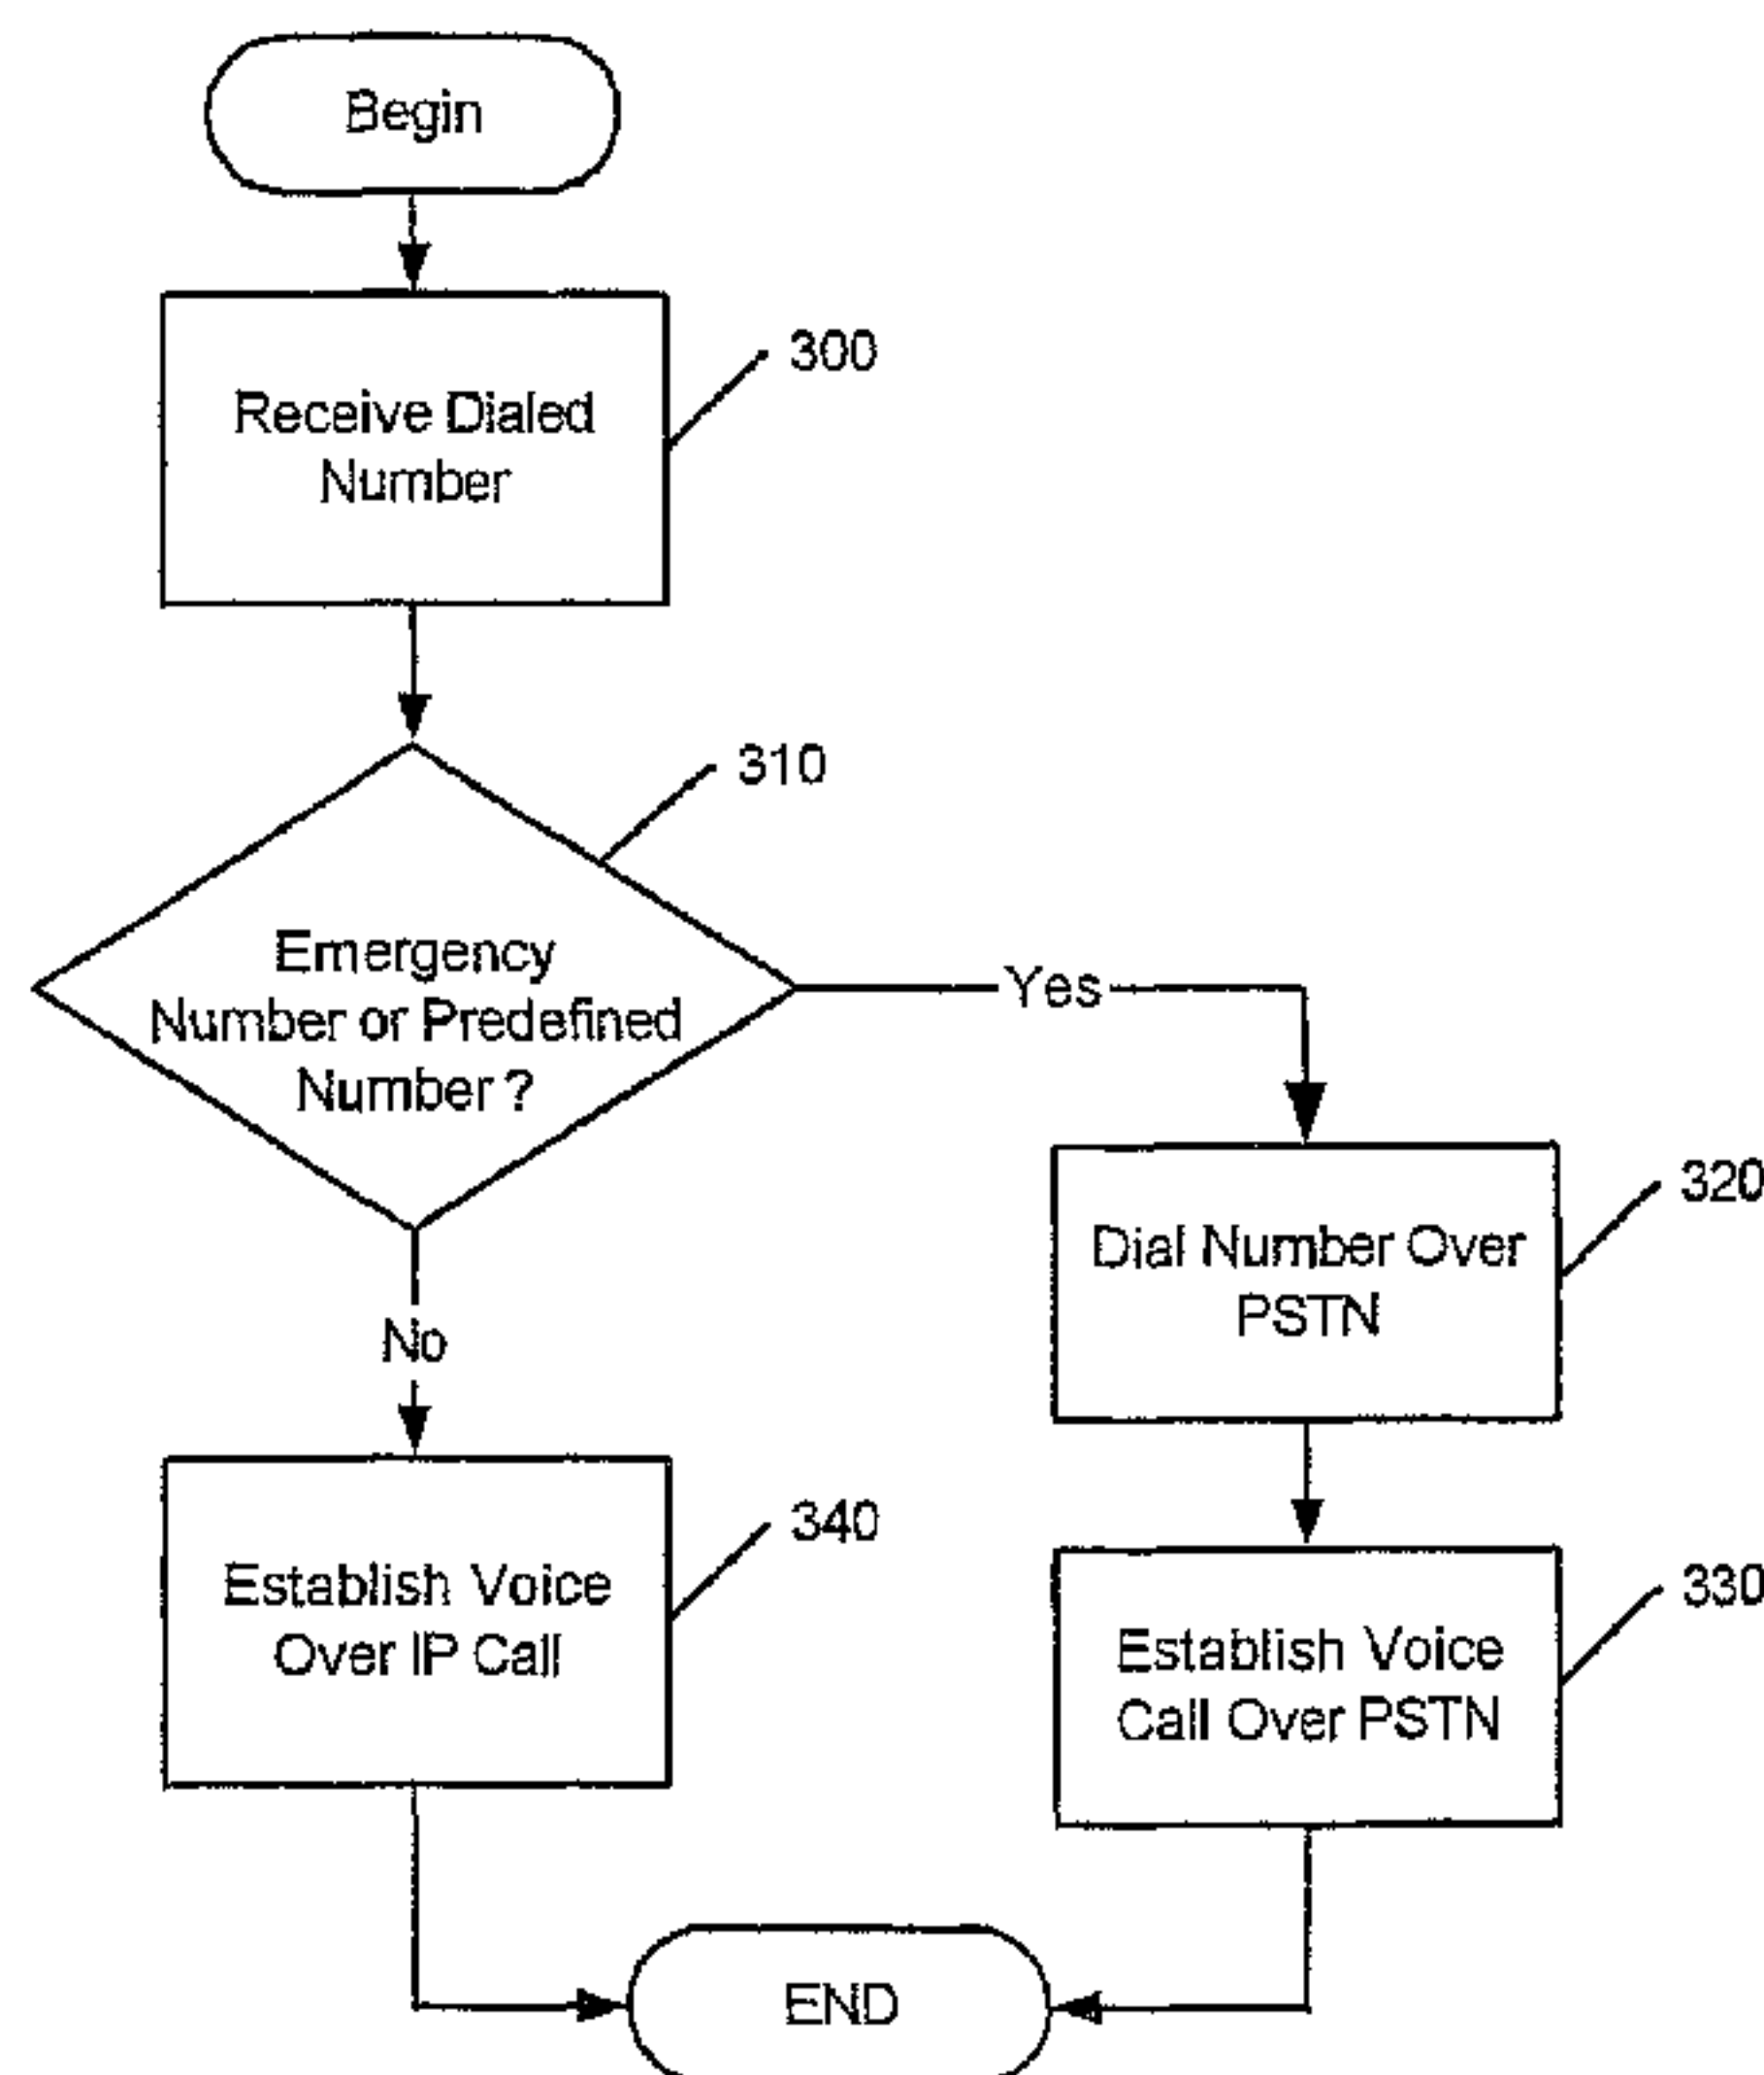 Begin
300
Receive Dialed
Number
310
Emergency
Number or Predefined
Number?
Yes
320
Dial Number Over
PSTN
No
340
Establish Voice
Over IP Call
330
Establish Voice
Call Over PSTN
END